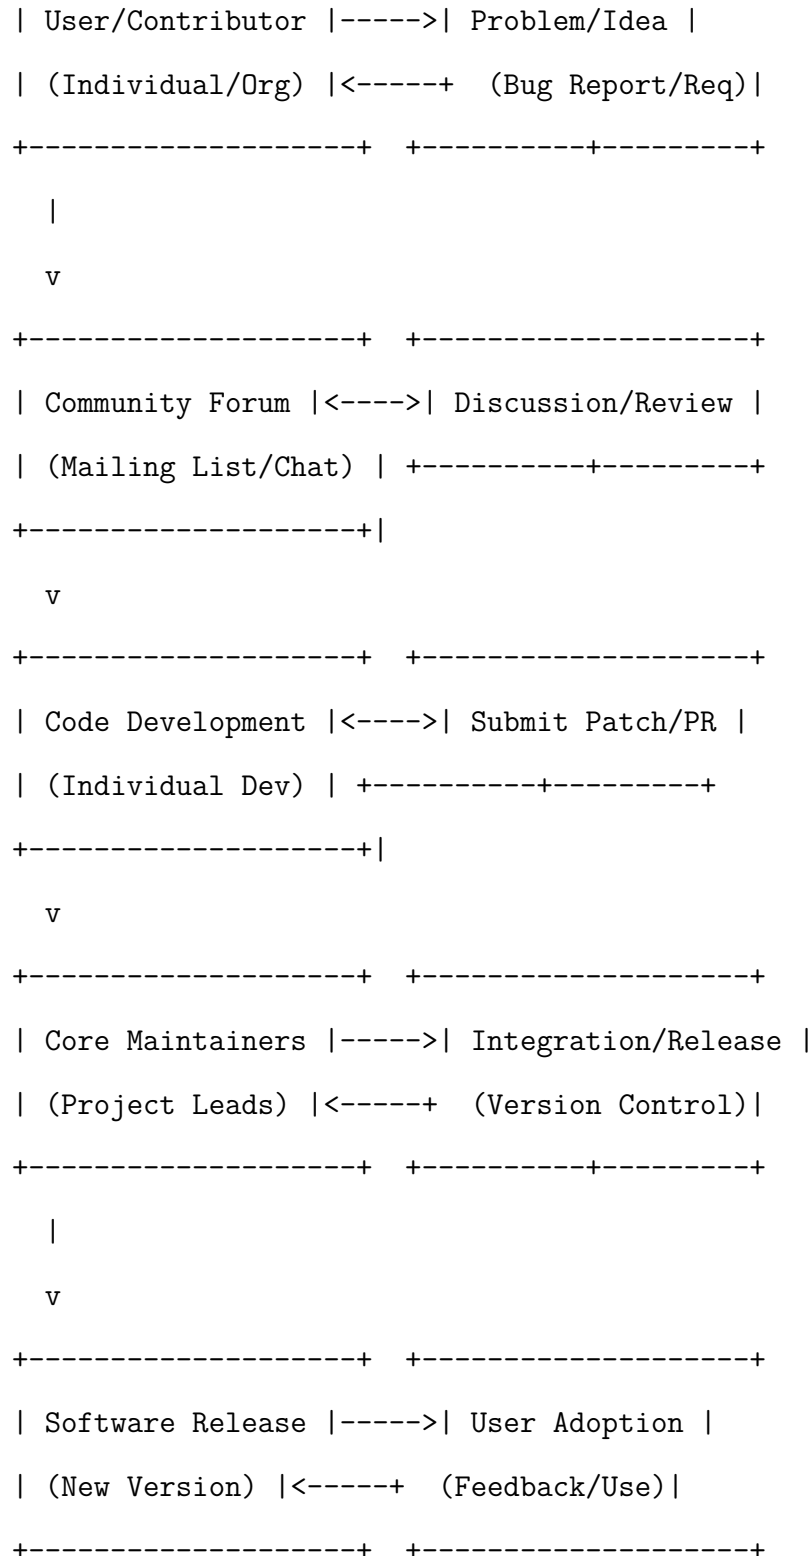 | User/Contributor |----->| Problem/Idea |
| (Individual/Org) |<-----+  (Bug Report/Req)|
+--------------------+  +----------+---------+
  |
  v
+--------------------+  +--------------------+
| Community Forum |<---->| Discussion/Review |
| (Mailing List/Chat) | +----------+---------+
+--------------------+|
  v
+--------------------+  +--------------------+
| Code Development |<---->| Submit Patch/PR |
| (Individual Dev) | +----------+---------+
+--------------------+|
  v
+--------------------+  +--------------------+
| Core Maintainers |----->| Integration/Release |
| (Project Leads) |<-----+  (Version Control)|
+--------------------+  +----------+---------+
  |
  v
+--------------------+  +--------------------+
| Software Release |----->| User Adoption |
| (New Version) |<-----+  (Feedback/Use)|
+--------------------+  +--------------------+